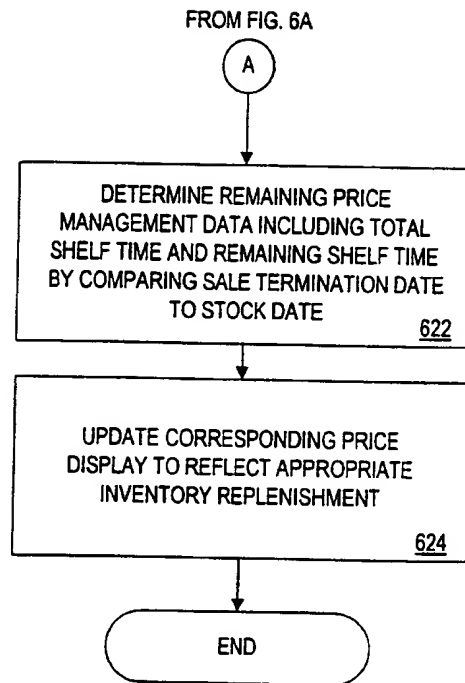 FROM FIG. 6A
A
DETERMINE REMAINING PRICE
MANAGEMENT DATA INCLUDING TOTAL
SHELF TIME AND REMAINING SHELF TIME
BY COMPARING SALE TERMINATION DATE
TO STOCK DATE
622
UPDATE CORRESPONDING PRICE
DISPLAY TO REFLECT APPROPRIATE
INVENTORY REPLENISHMENT
624
END